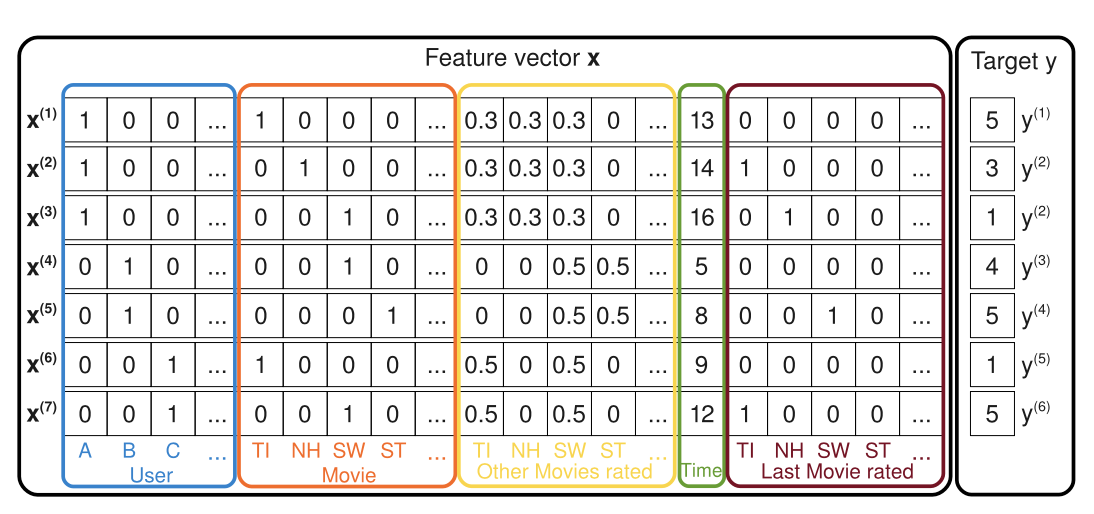 Feature vector x
Target y
x(1) 1 0 0 ... 1 0 0 0 ... 0.3 0.3 0.3 0 ... 13 0 0 0 0 ... 5 y(1)
x(2) 1 0 0 ... 0 1 0 0 ... 0.3 0.3 0.3 0 ... 14 1 0 0 0 ... 3 y(2)
x(3) 1 0 0 ... 0 0 1 0 ... 0.3 0.3 0.3 0 ... 16 0 1 0 0 ... 1 y(2)
x(4) 0 1 0 ... 0 0 1 0 ... 0 0 0.5 0.5 ... 5 0 0 0 0 ... 4 y(3)
x(5) 0 1 0 ... 0 0 0 1 ... 0 0 0.5 0.5 ... 8 0 0 1 0 ... 5 y(4)
x(6) 0 0 1 ... 1 0 0 0 ... 0.5 0 0.5 0 ... 9 0 0 0 0 ... 1 y(5)
x(7) 0 0 1 ... 0 0 1 0 ... 0.5 0 0.5 0 ... 12 1 0 0 0 ... 5 y(6)
A B C ... TI NH SW ST ... TI NH SW ST ... TI NH SW ST ...
User Movie Other Movies rated Time Last Movie rated